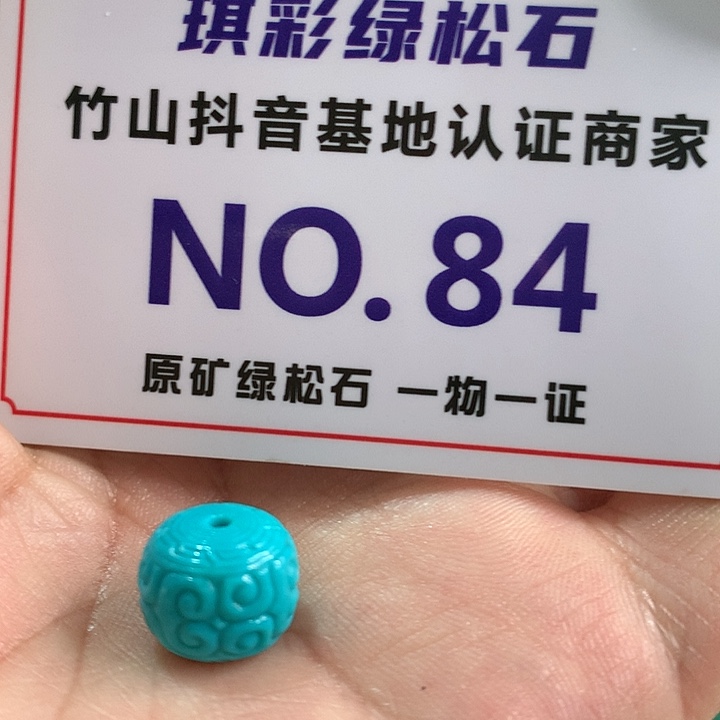 琪彩绿松石
竹山抖音基地认证商家
NO.84
原矿绿松石 一物一证